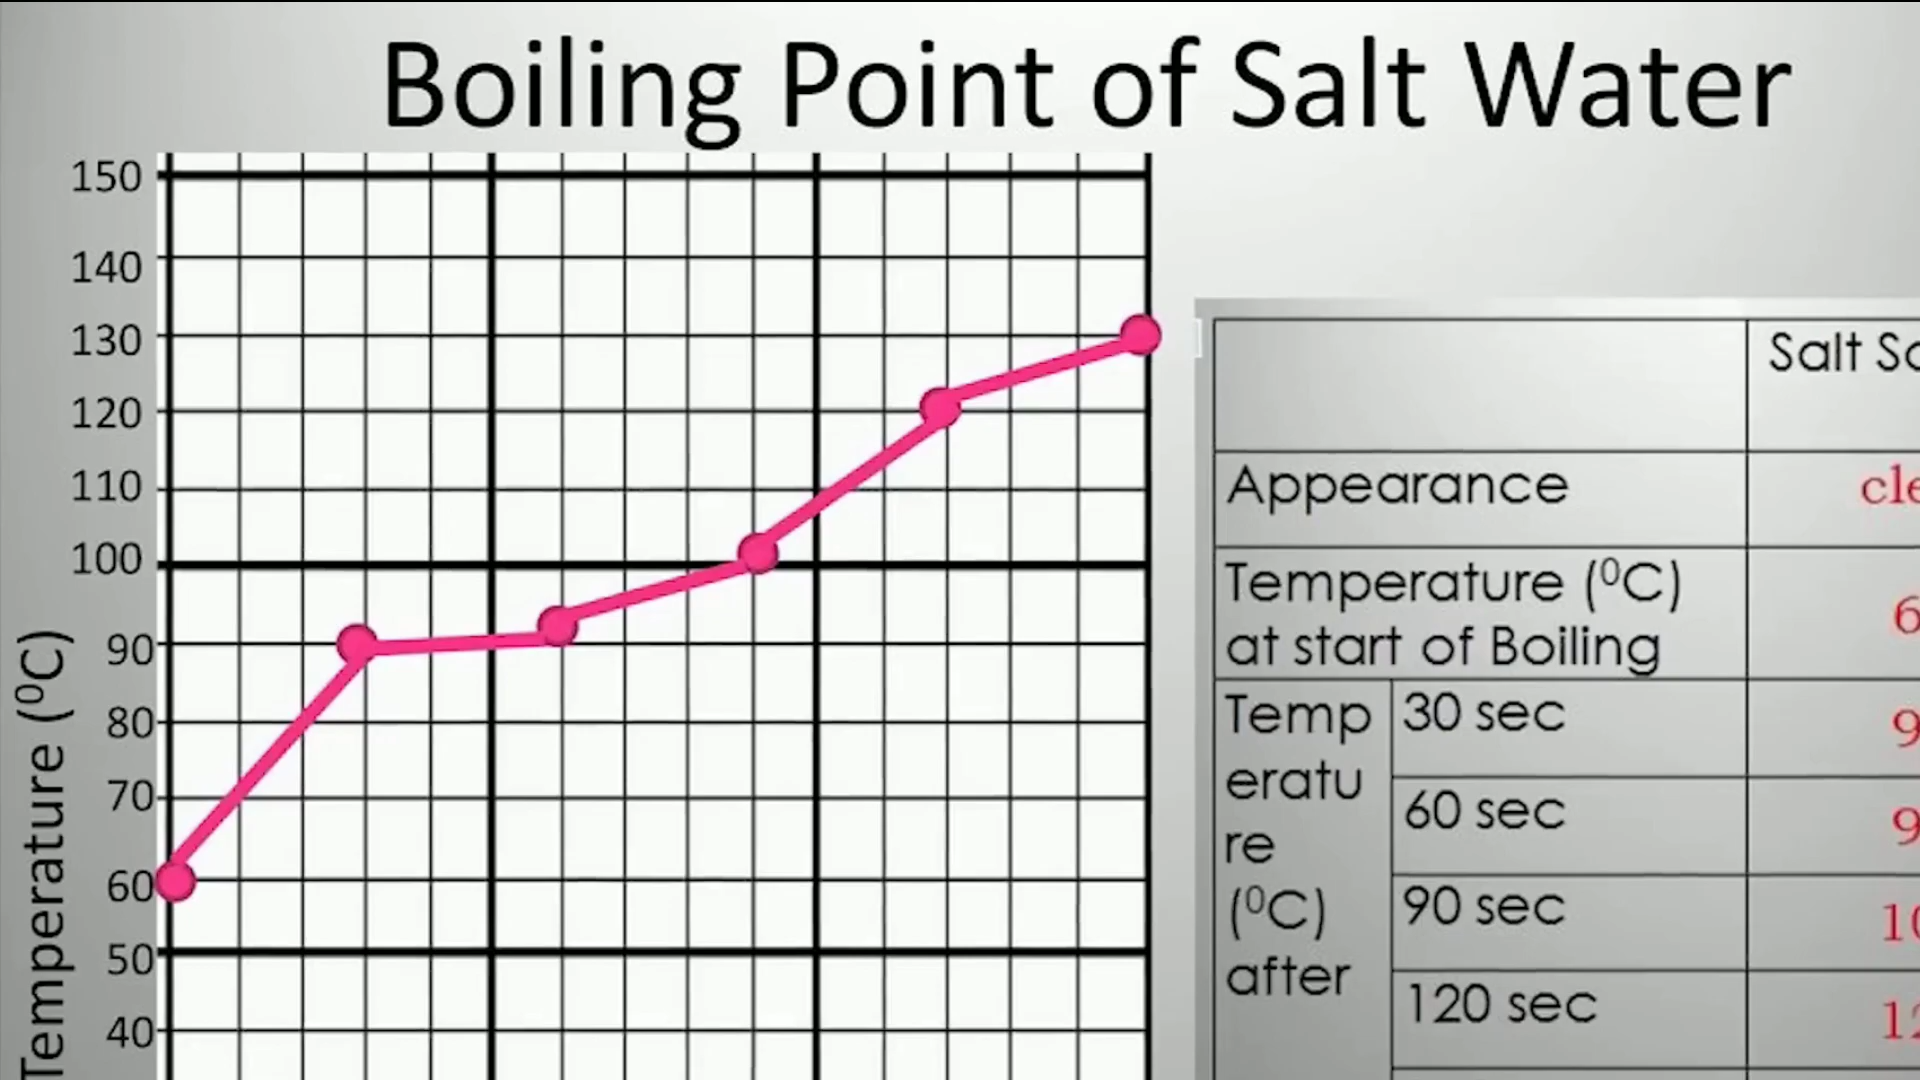 Boiling Point of Salt Water
150
140
130
120
110
100
90
80
70
60
50
40
Temperature (⁰C)
Salt So
Appearance
cle
Temperature (⁰C)
6
at start of Boiling
Temp
eratu
re
(⁰C)
after
30 sec
9
60 sec
9
90 sec
10
120 sec
12